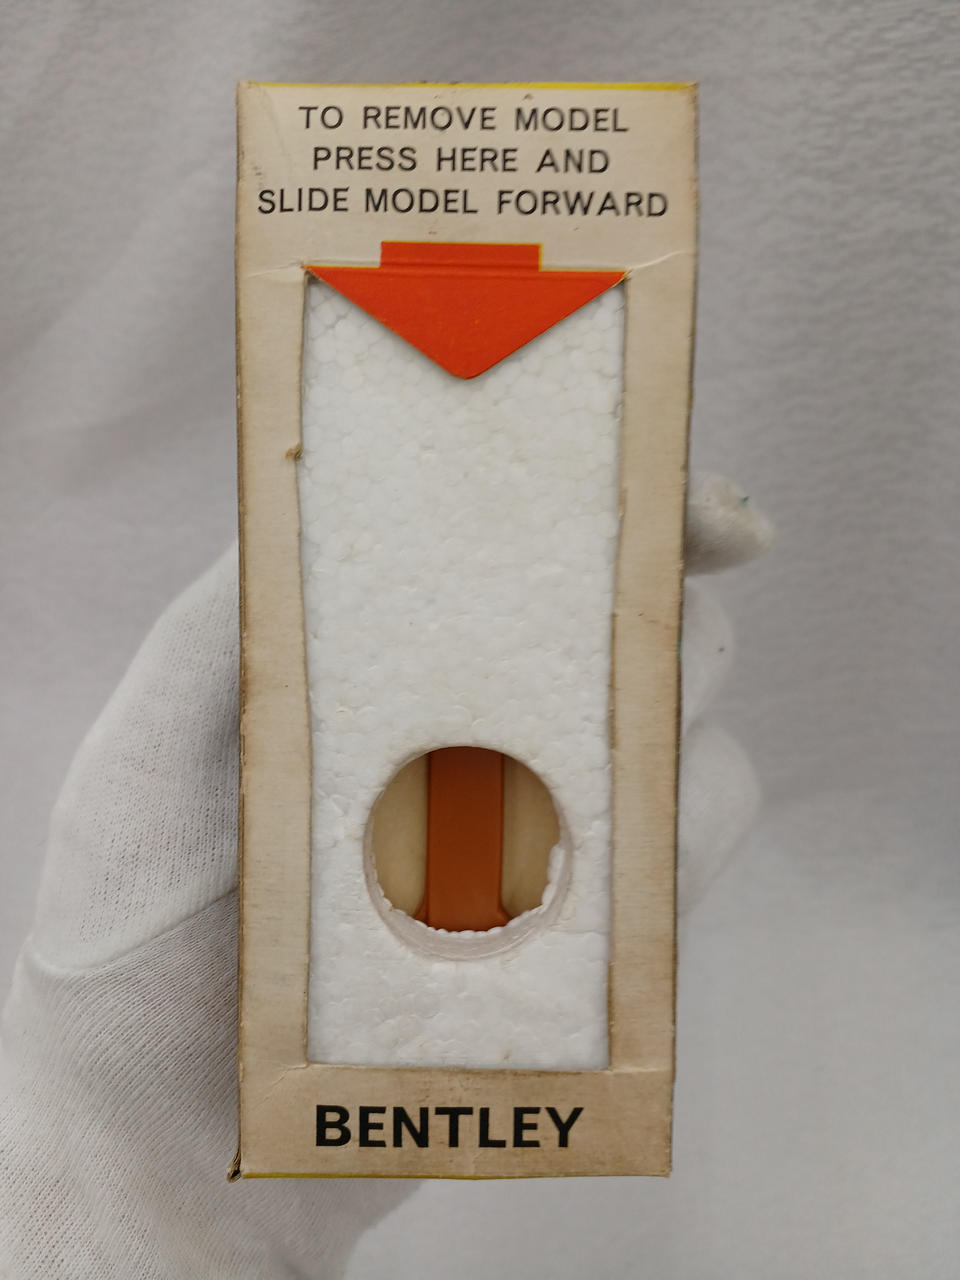 TO REMOVE MODEL
PRESS HERE AND
SLIDE MODEL FORWARD
BENTLEY